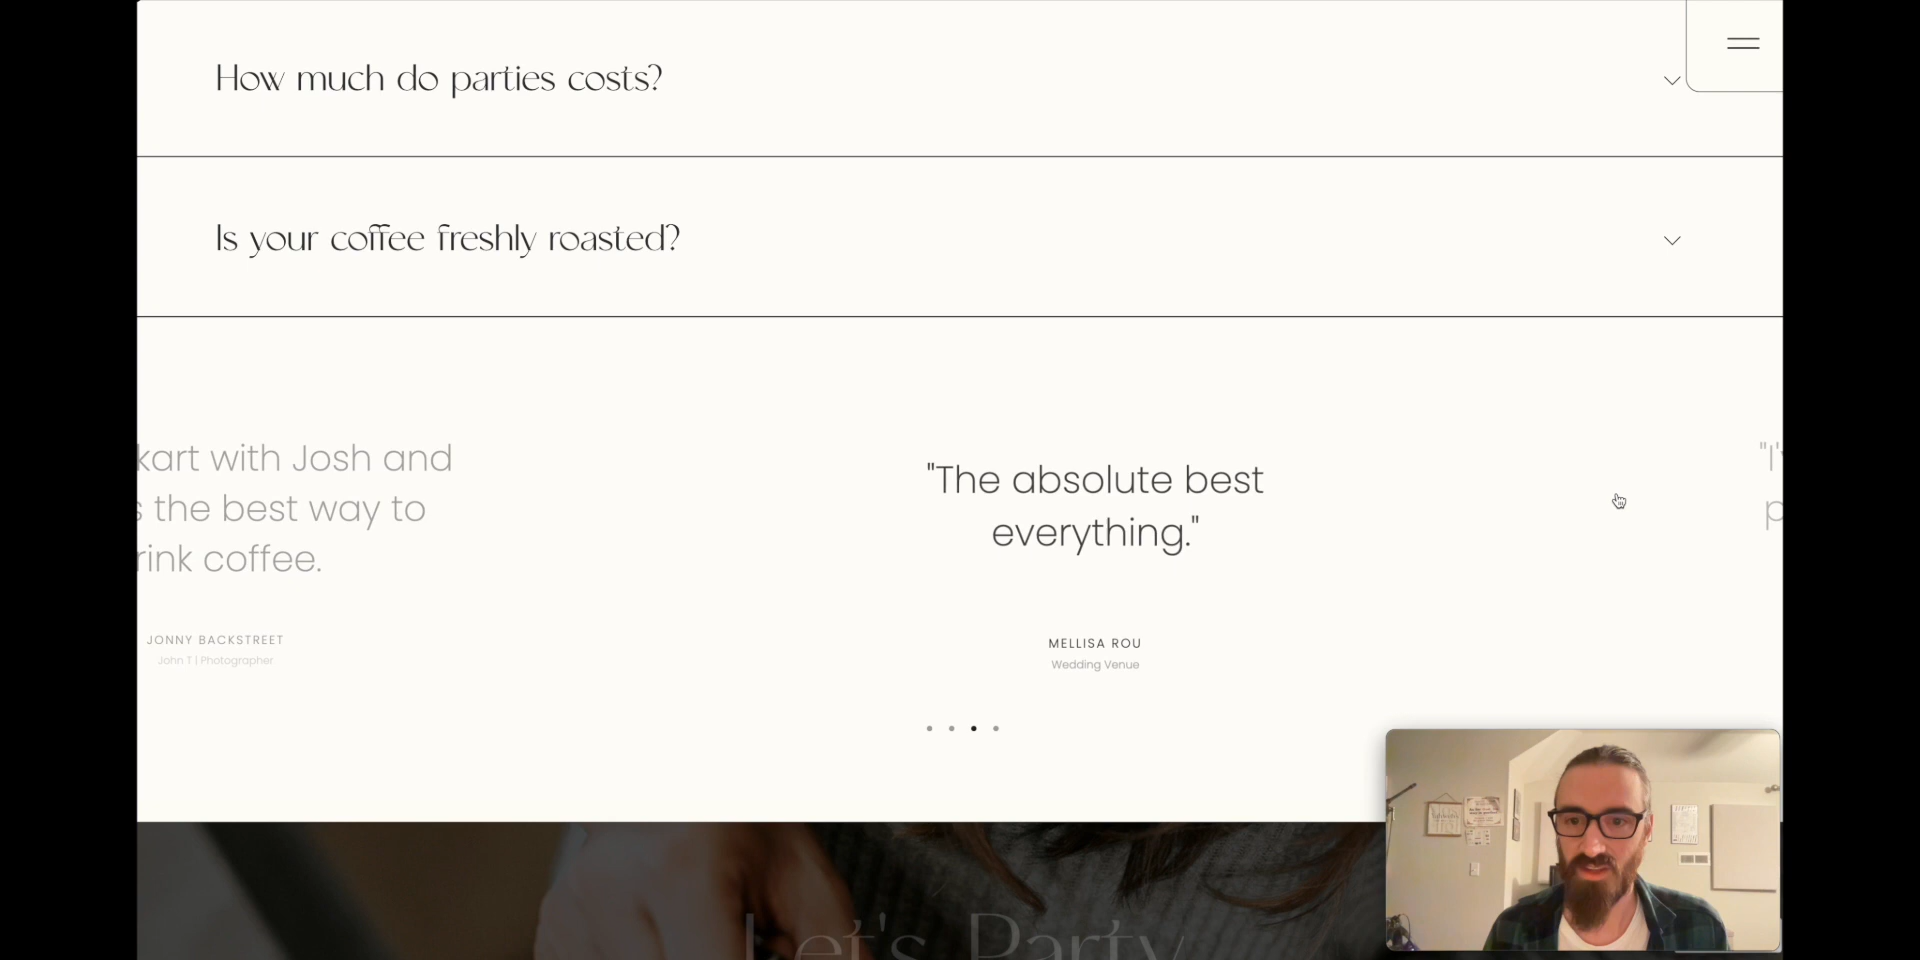 How much do parties costs?
Is your coffee freshly roasted?
kart with Josh and
s the best way to
rink coffee.
JONNY BACKSTREET
John T | Photographer
"The absolute best
everything."
MELLISA ROU
Wedding Venue
"I'
p
Let's Party